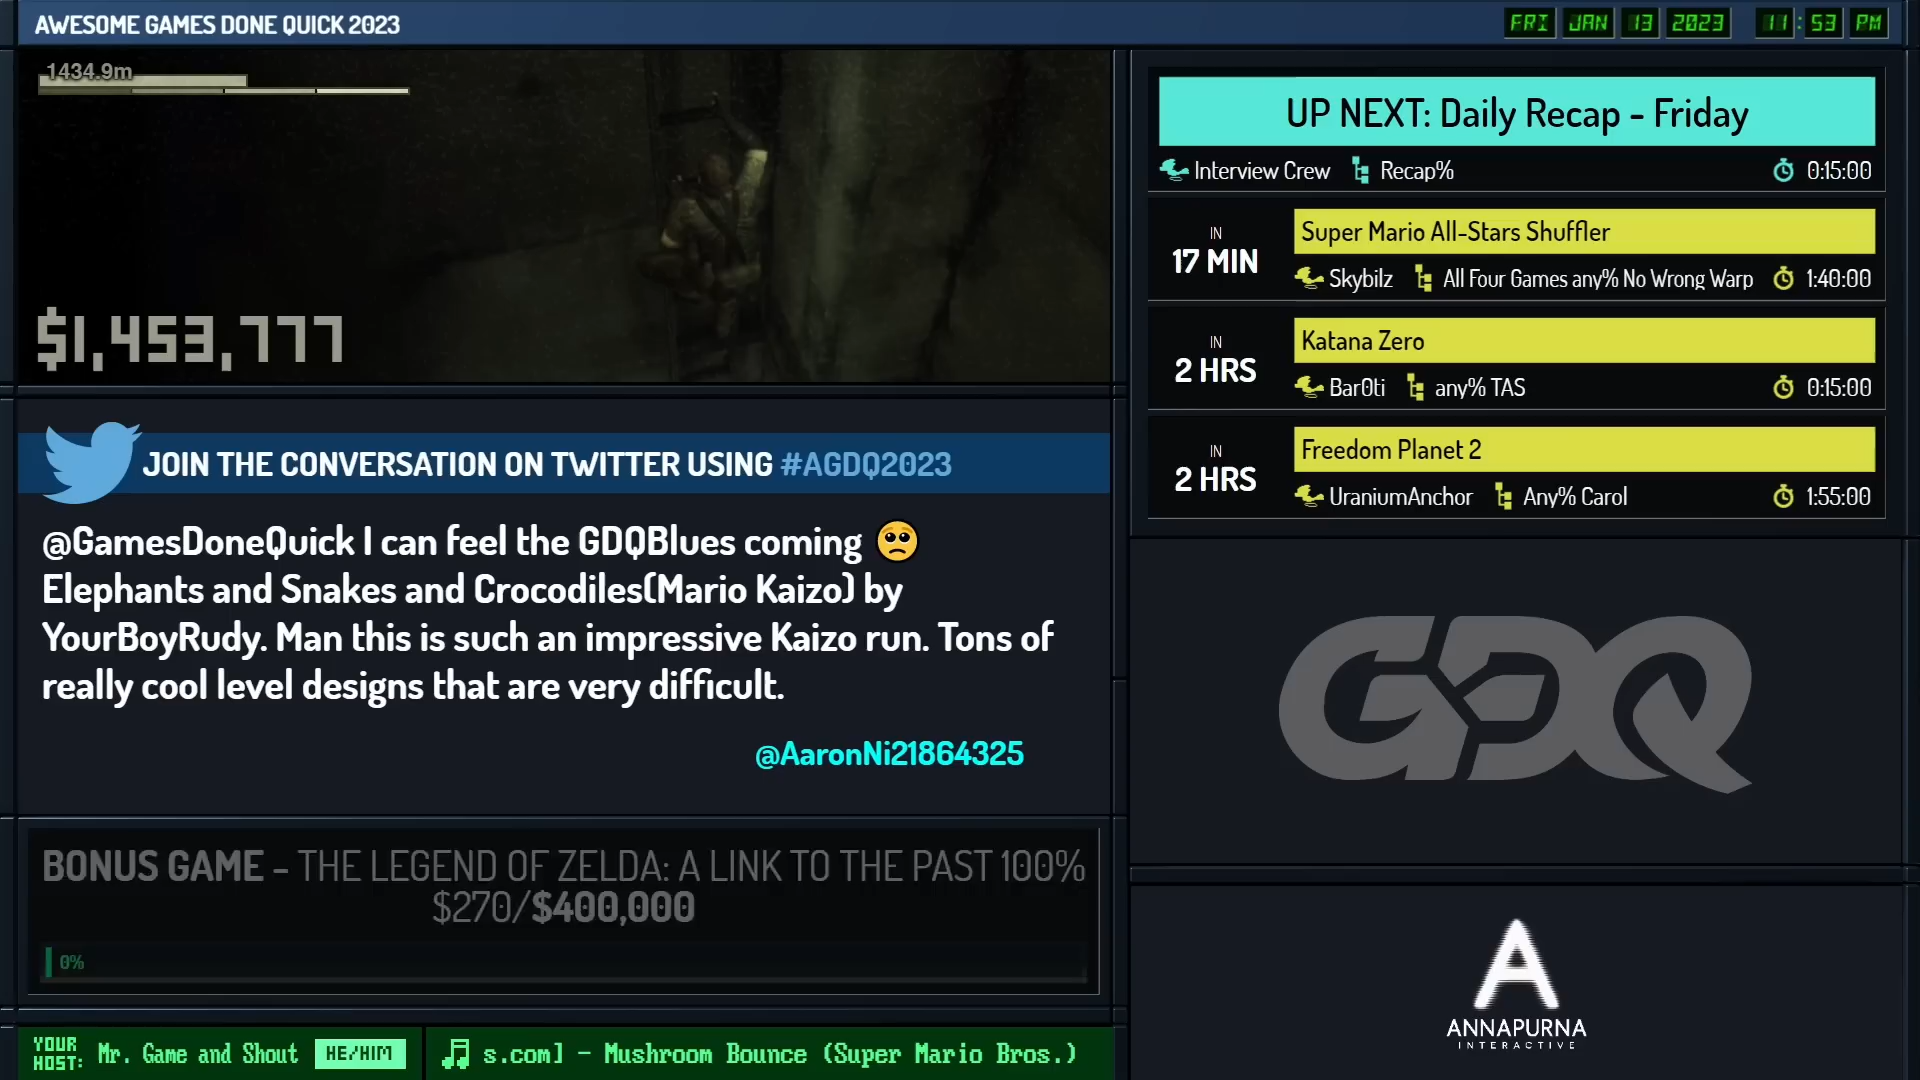 AWESOME GAMES DONE QUICK 2023
FRI JAN 13 2023 11:53 PM
1434.9m
$1,453,777
JOIN THE CONVERSATION ON TWITTER USING #AGDQ2023
@GamesDoneQuick I can feel the GDQBlues coming 🥺
Elephants and Snakes and Crocodiles(Mario Kaizo) by
YourBoyRudy. Man this is such an impressive Kaizo run. Tons of
really cool level designs that are very difficult.
@AaronNi21864325
BONUS GAME - THE LEGEND OF ZELDA: A LINK TO THE PAST 100%
$270/$400,000
0%
YOUR HOST: Mr. Game and Shout HE/HIM
s.com] - Mushroom Bounce (Super Mario Bros.)
UP NEXT: Daily Recap - Friday
Interview Crew Recap% 0:15:00
IN
17 MIN
Super Mario All-Stars Shuffler
Skybilz All Four Games any% No Wrong Warp 1:40:00
IN
2 HRS
Katana Zero
Bar0ti any% TAS 0:15:00
IN
2 HRS
Freedom Planet 2
UraniumAnchor Any% Carol 1:55:00
GDQ
ANNAPURNA
INTERACTIVE